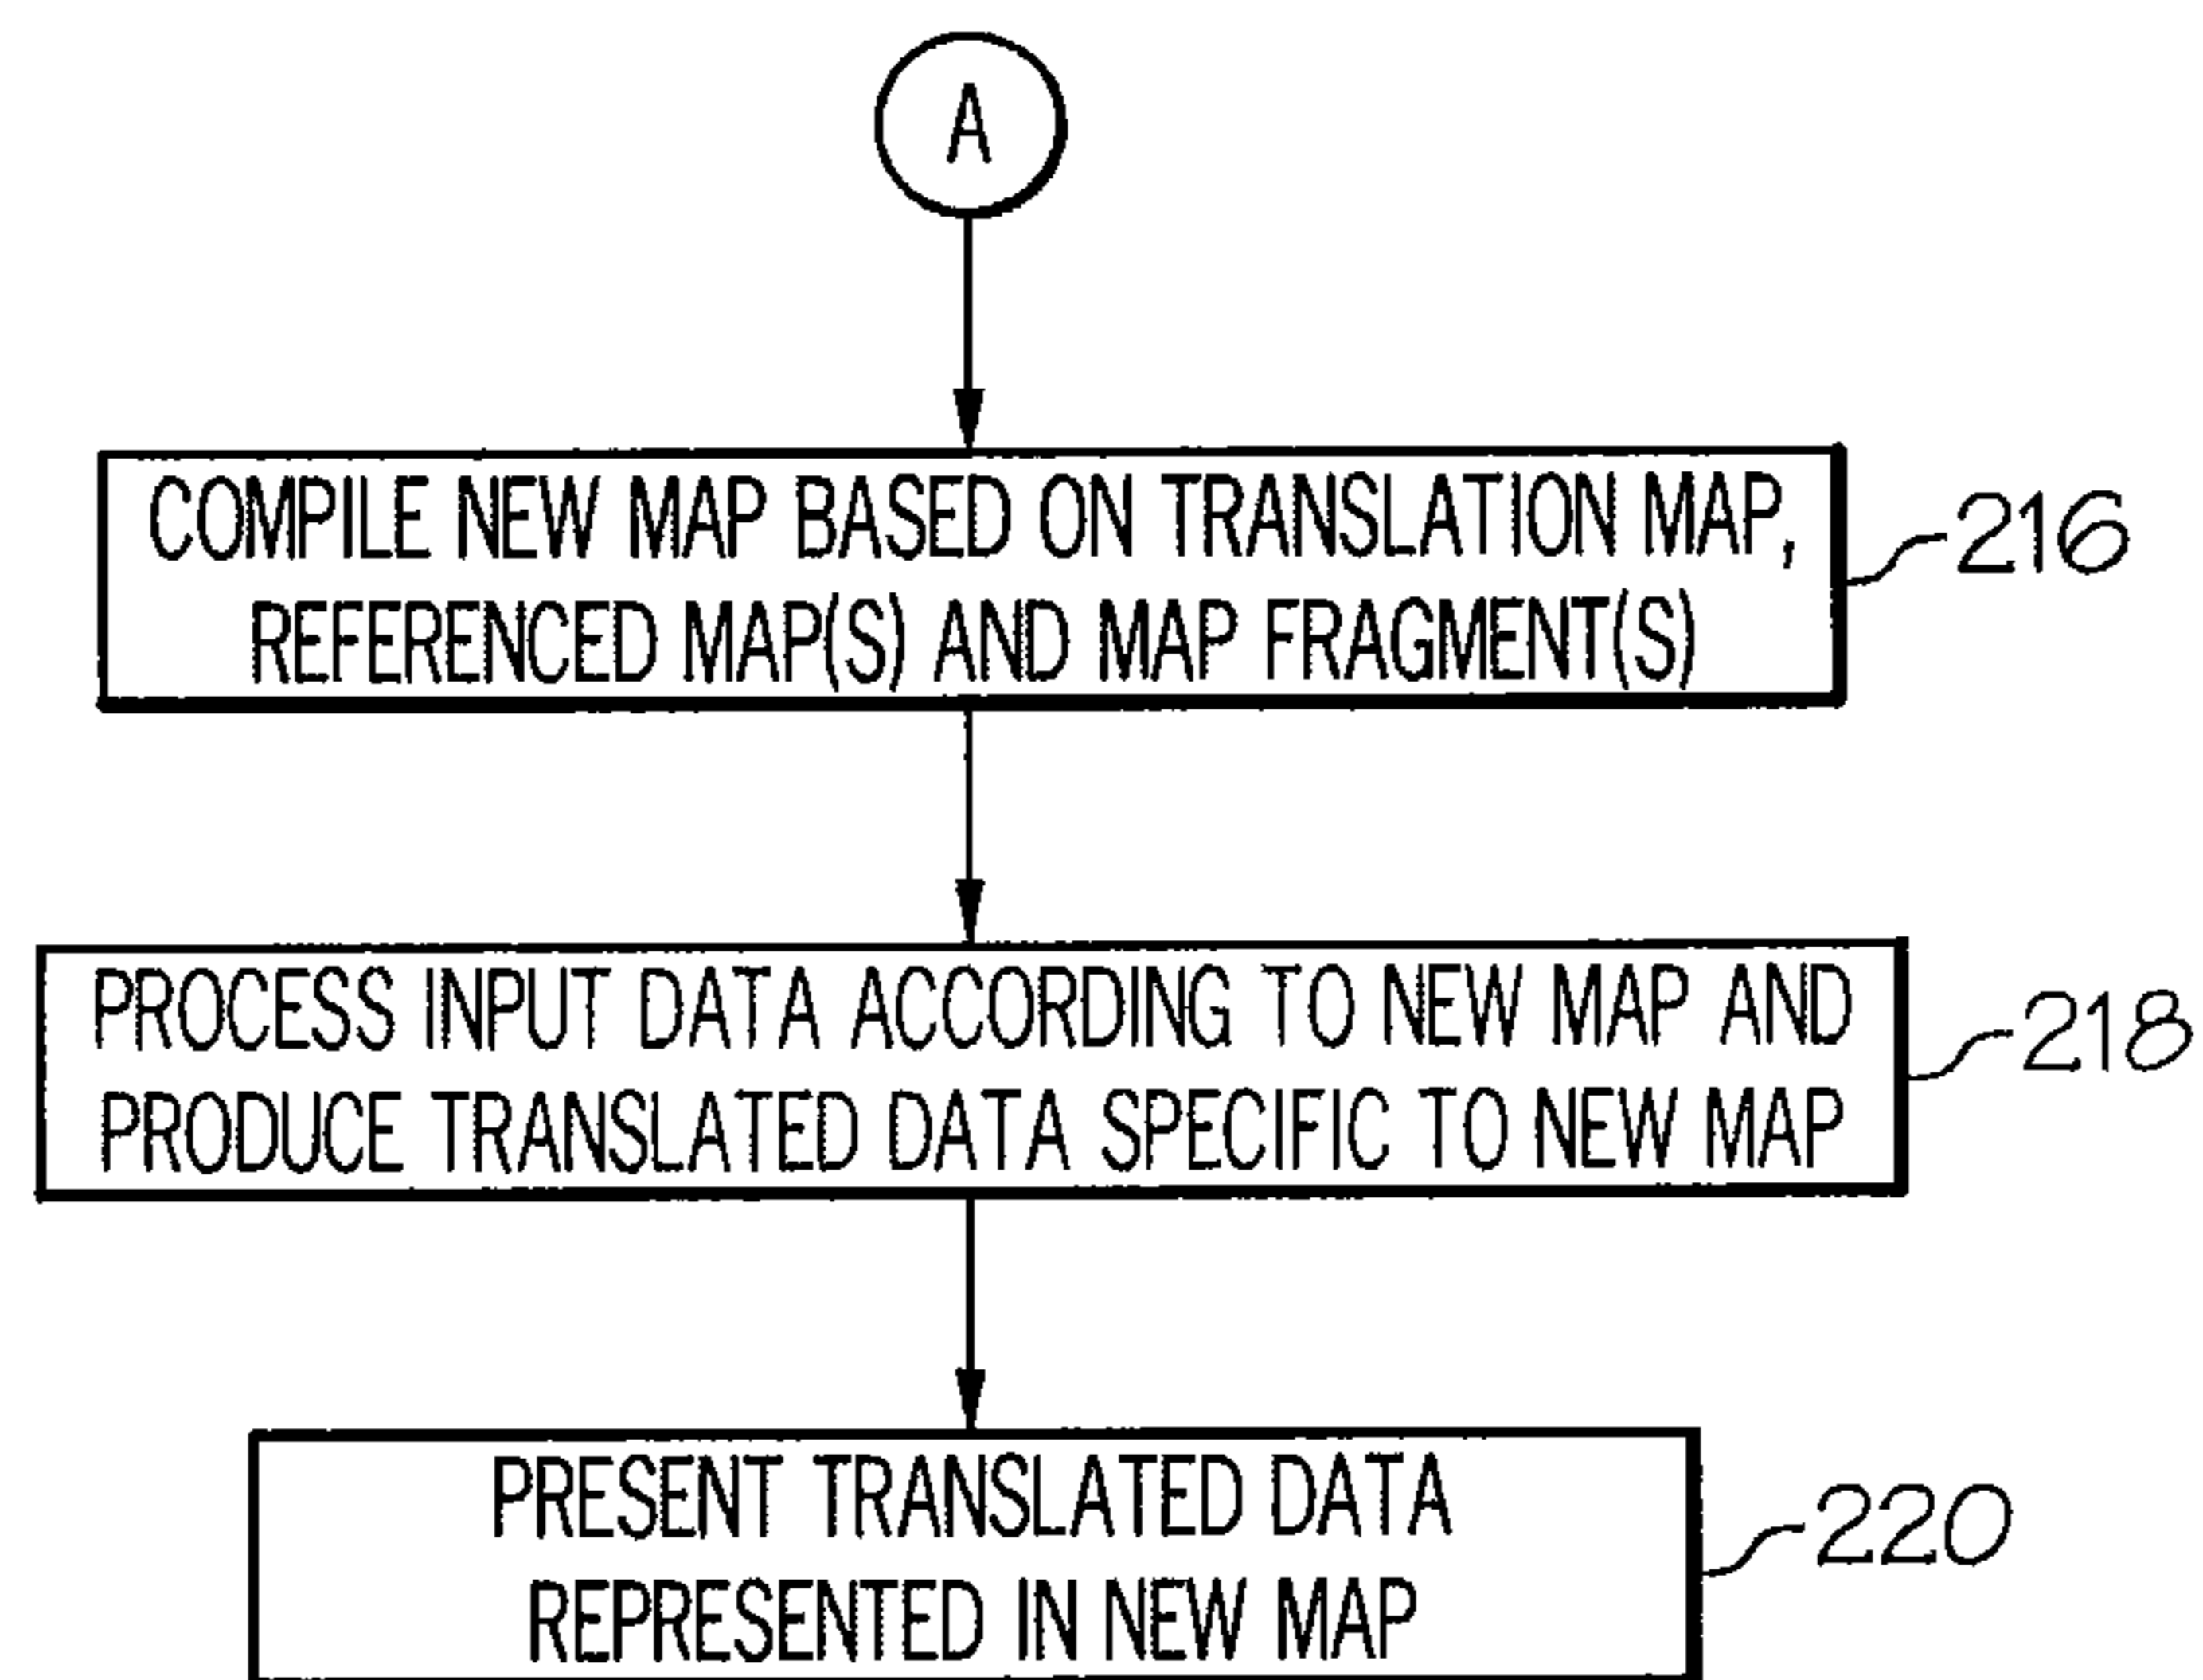 A
COMPILE NEW MAP BASED ON TRANSLATION MAP,
REFERENCED MAP(S) AND MAP FRAGMENT(S)
216
PROCESS INPUT DATA ACCORDING TO NEW MAP AND
PRODUCE TRANSLATED DATA SPECIFIC TO NEW MAP
218
PRESENT TRANSLATED DATA
REPRESENTED IN NEW MAP
220